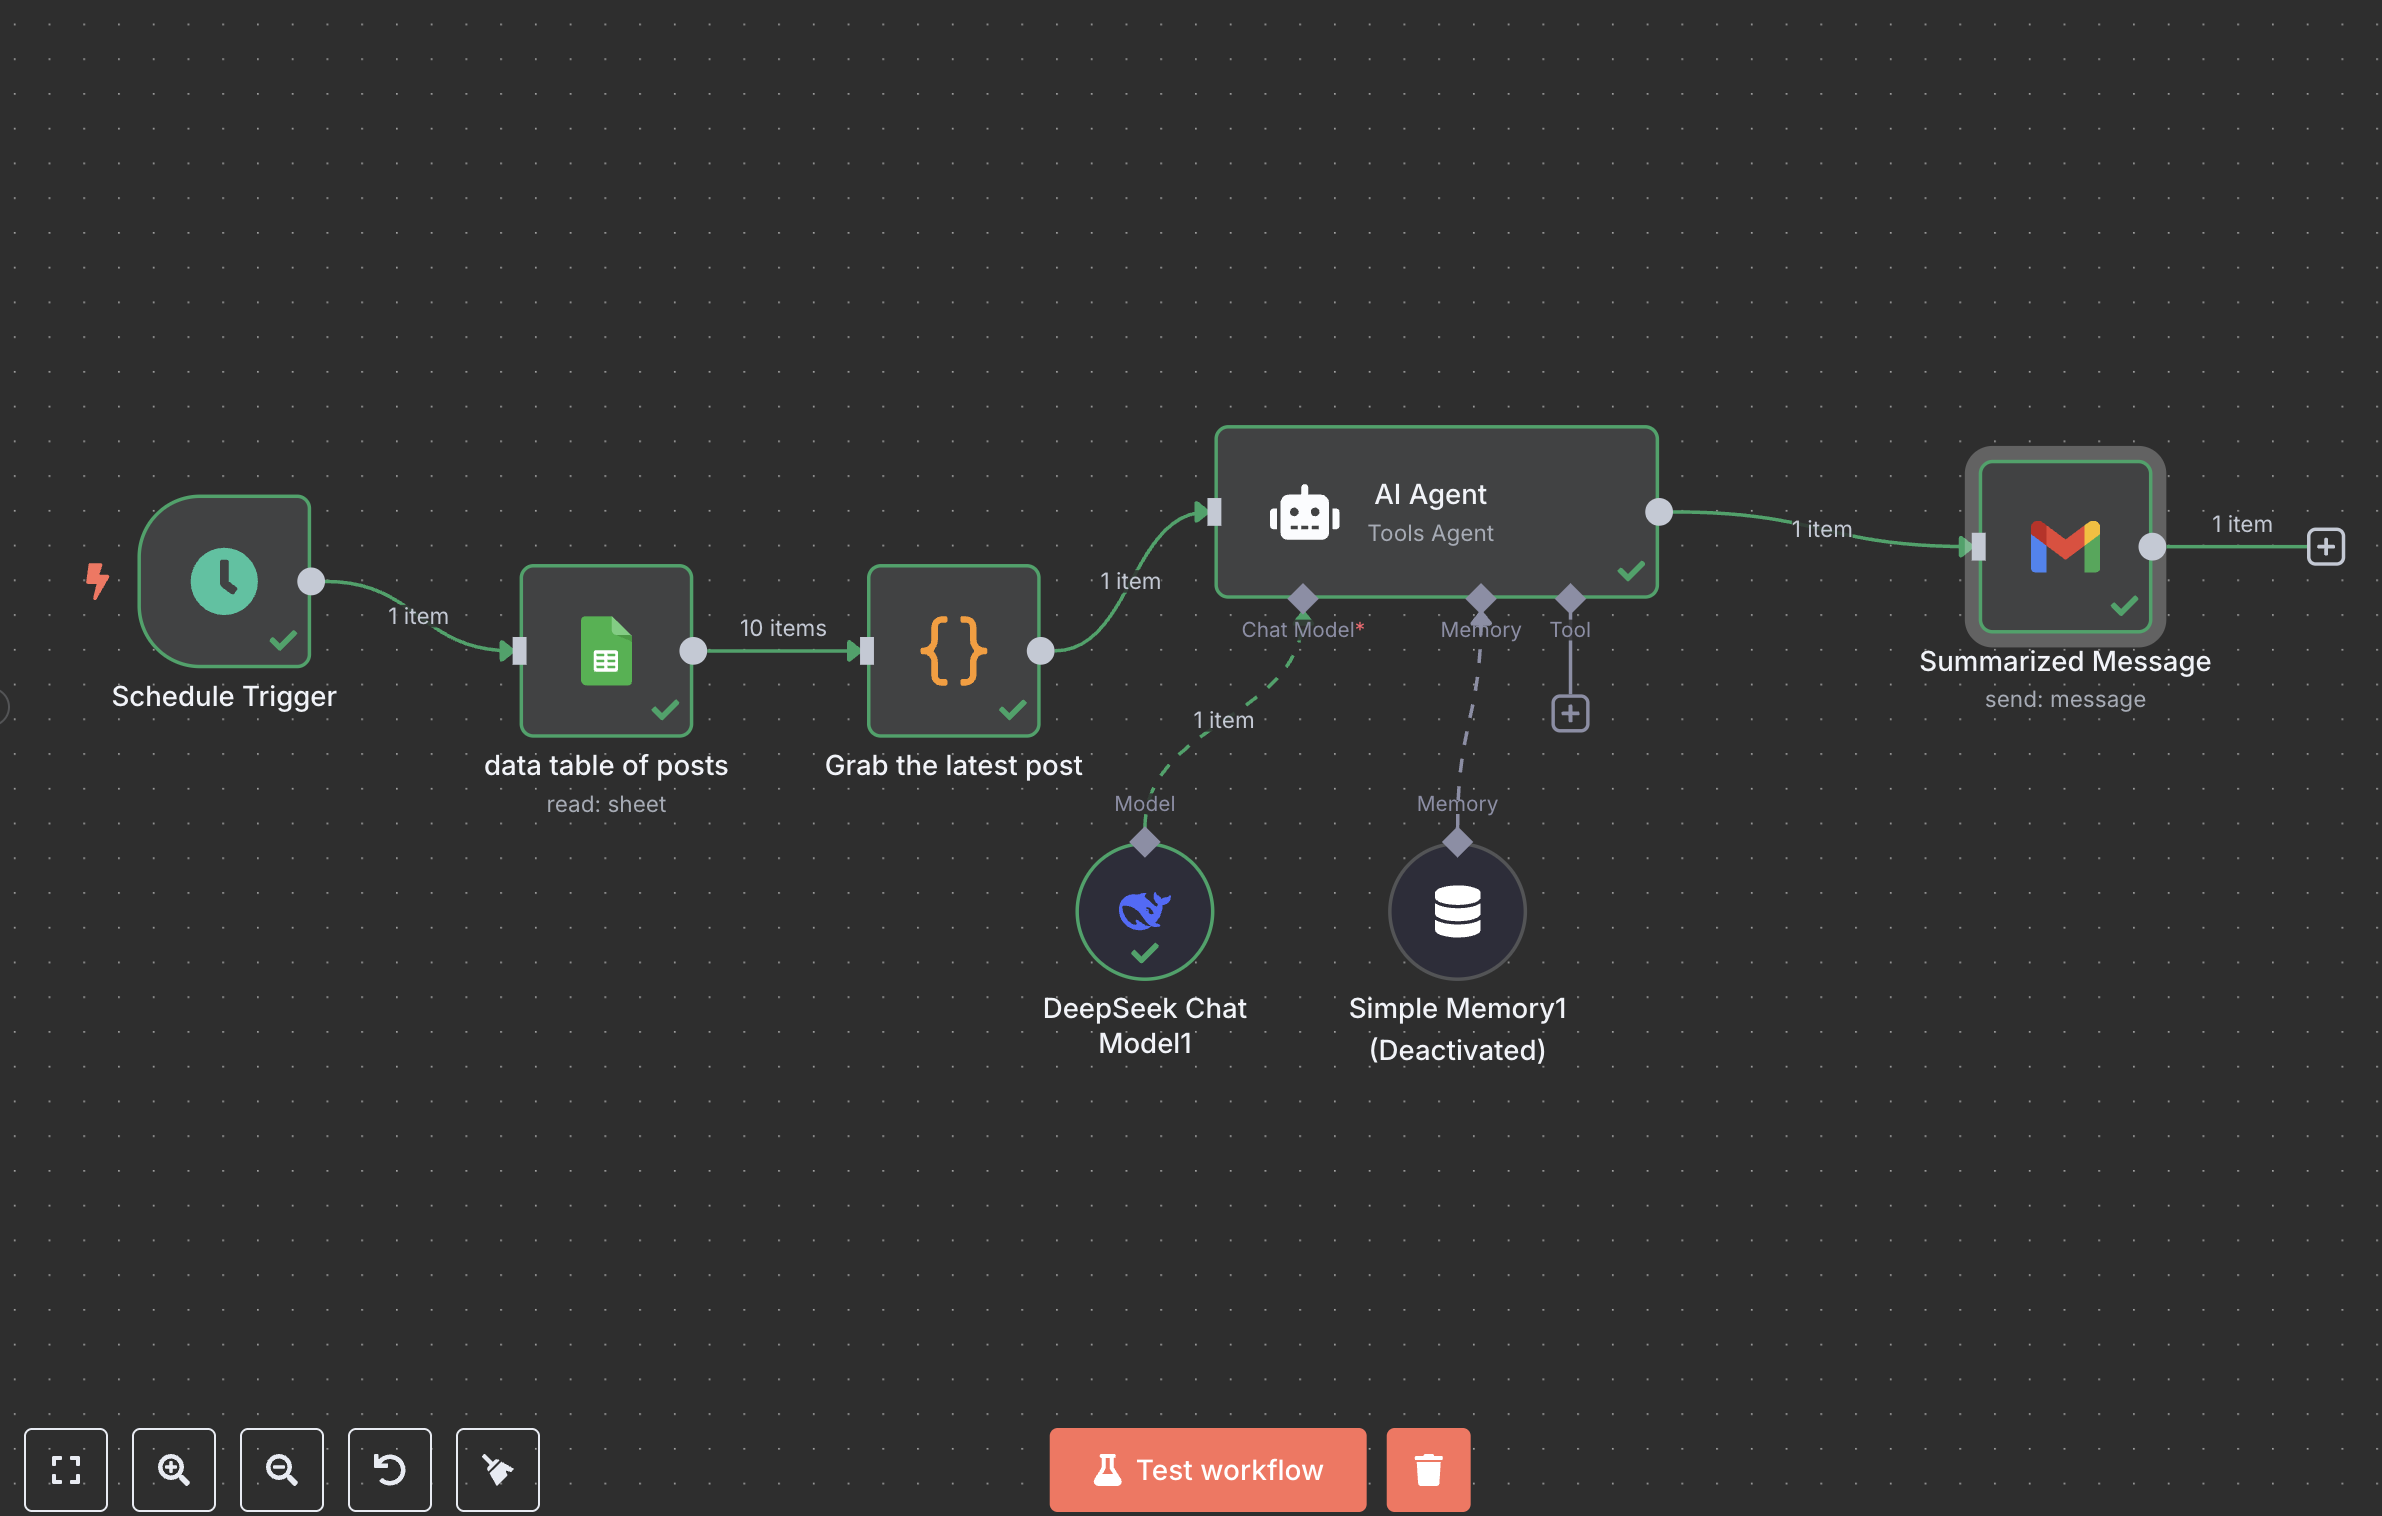 Schedule Trigger
1 item
data table of posts
read: sheet
10 items
Grab the latest post
1 item
AI Agent
Tools Agent
Chat Model*
Memory
Tool
1 item
Model
DeepSeek Chat
Model1
Memory
Simple Memory1
(Deactivated)
1 item
Summarized Message
send: message
1 item
Test workflow